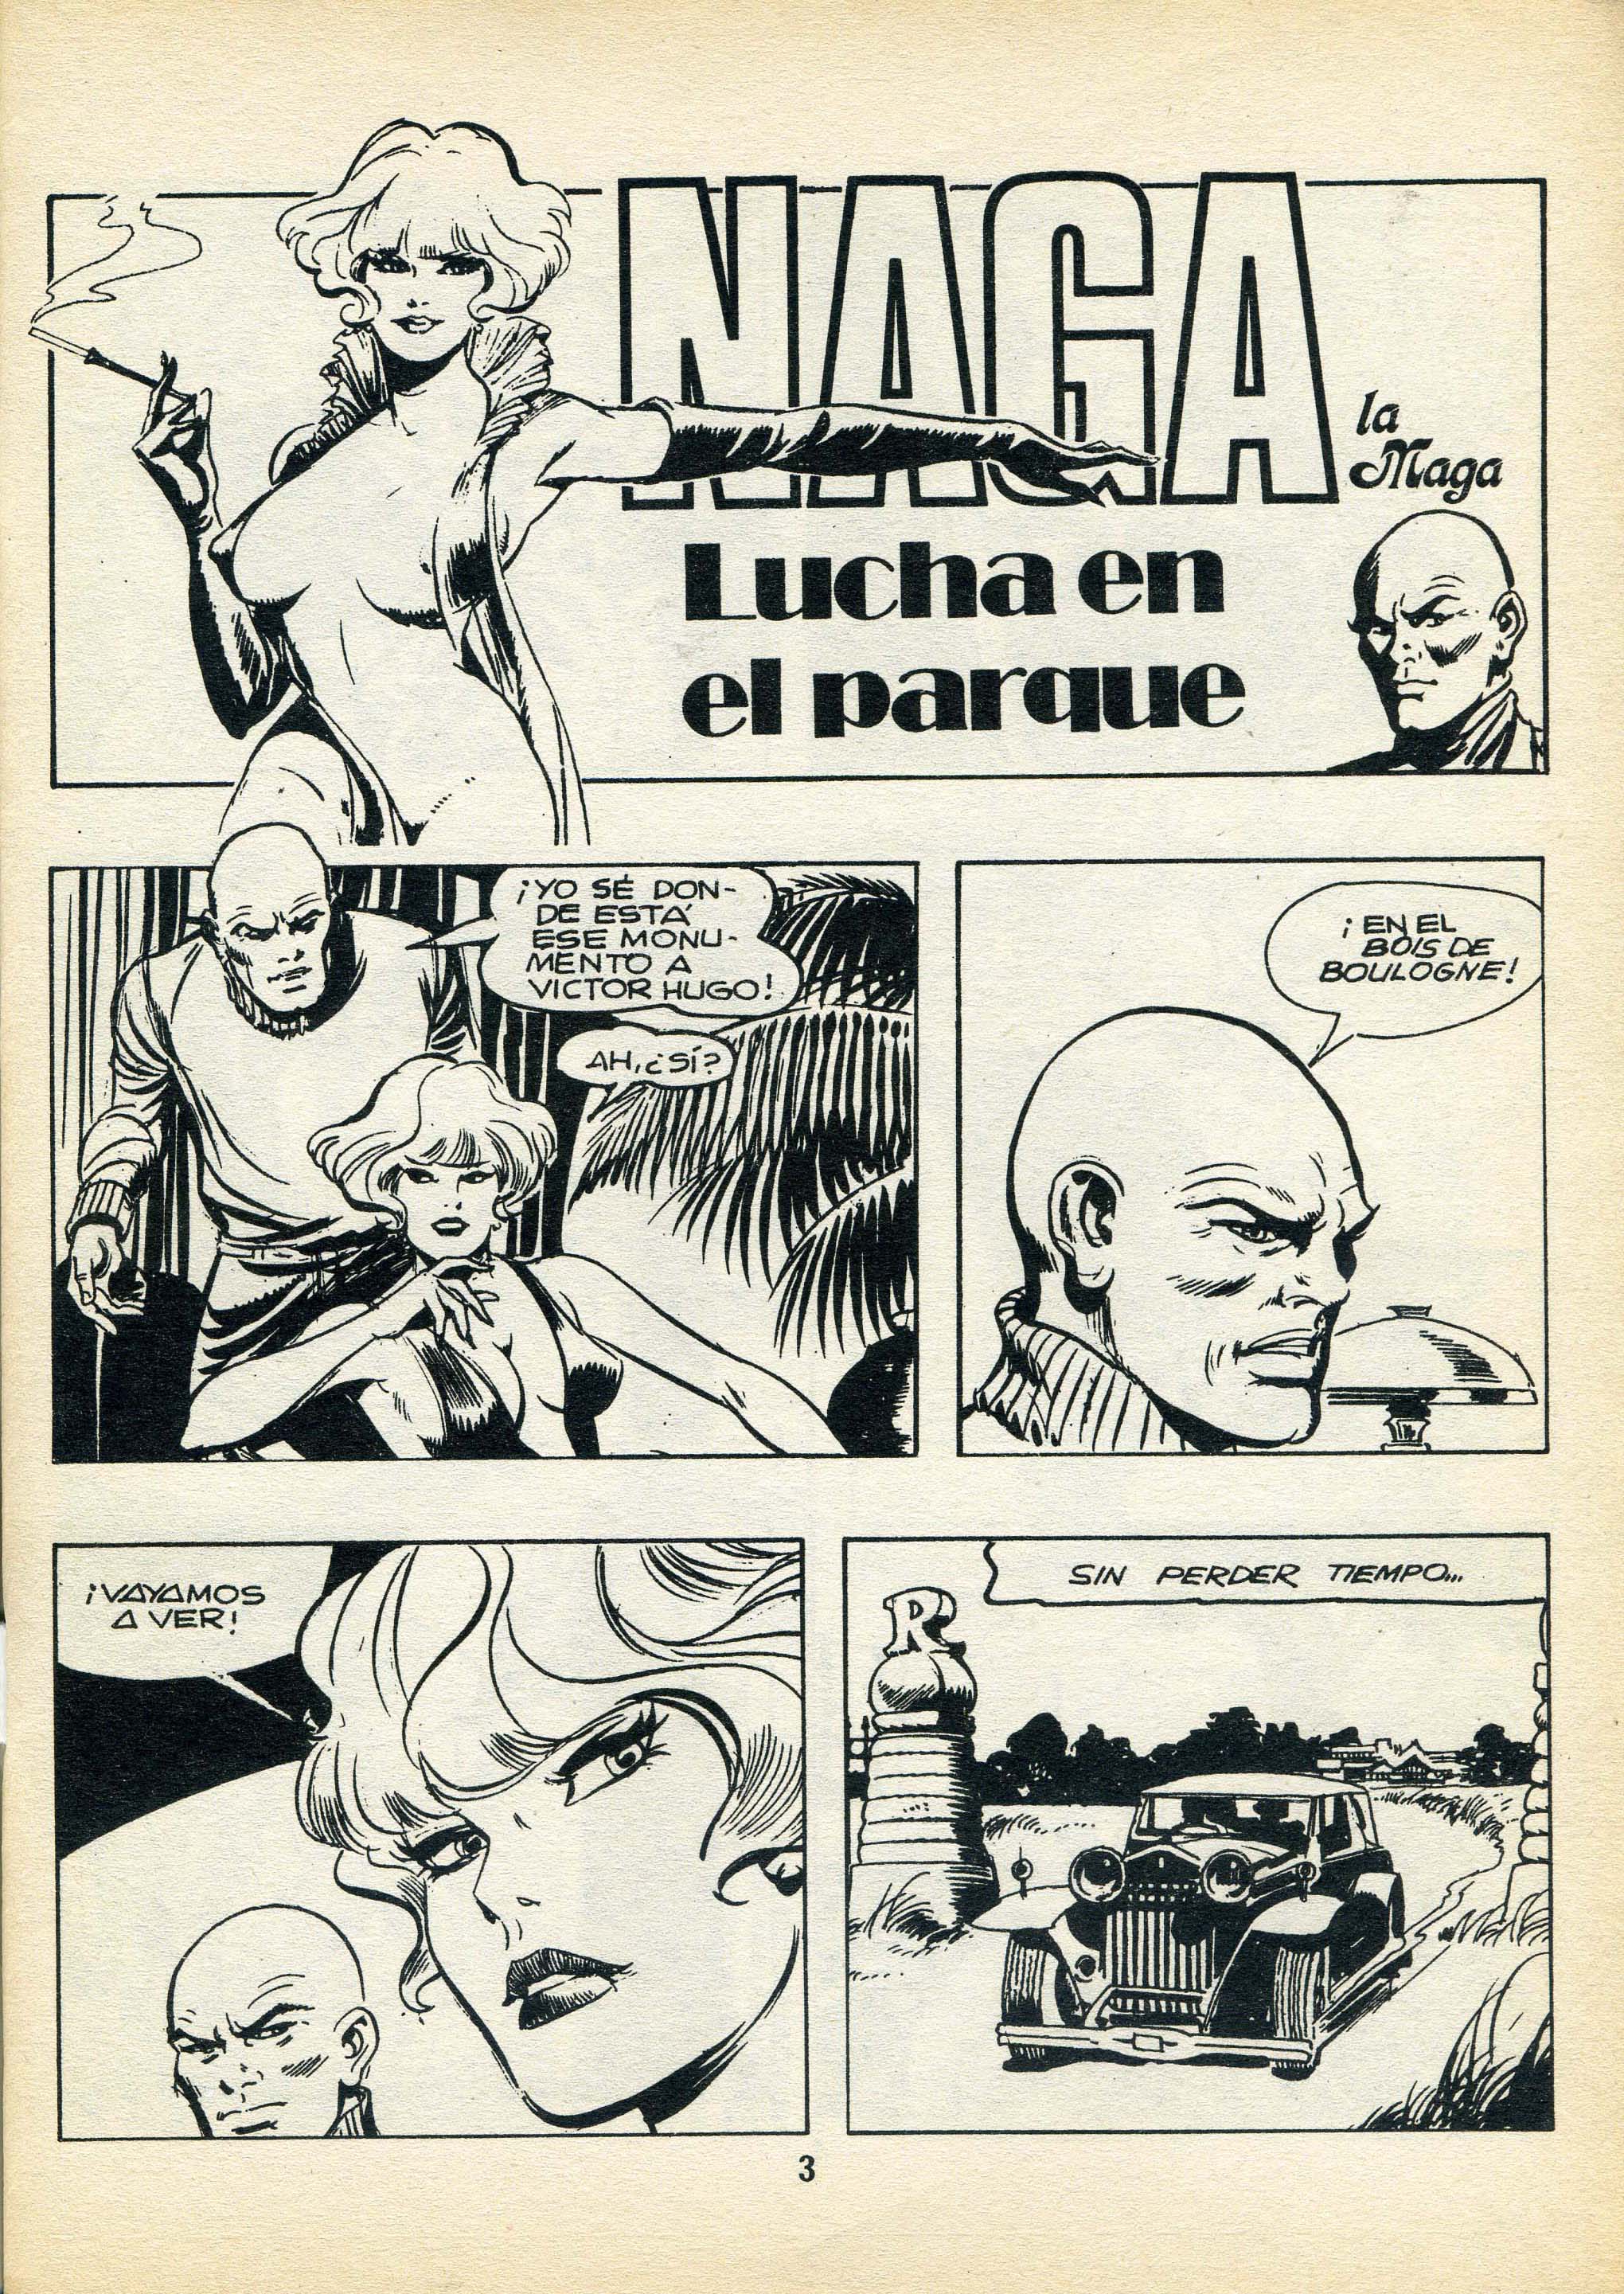 NAGA
la
Maga
Lucha en
el parque
¡YO SÉ DON-
DE ESTÁ
ESE MONU-
MENTO A
VICTOR HUGO!
AH, ¿SÍ?
¡EN EL
BOIS DE
BOULOGNE!
¡VAYAMOS
A VER!
SIN PERDER TIEMPO...
R
3